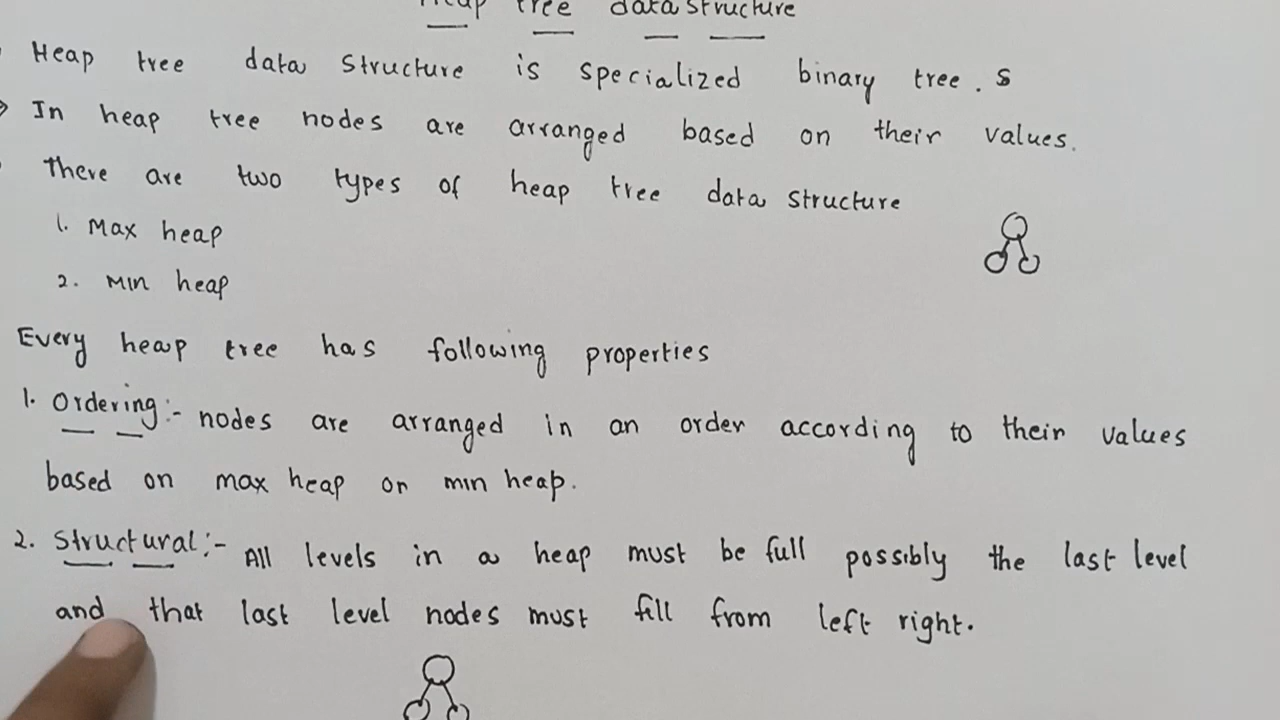 Heap tree data structure
Heap tree data structure is specialized binary tree. S
In heap tree nodes are arranged based on their values.
There are two types of heap tree data structure
1. Max heap
2. Min heap
Every heap tree has following properties
1. Ordering:- nodes are arranged in an order according to their values
based on max heap or min heap.
2. Structural:- All levels in a heap must be full possibly the last level
and that last level nodes must fill from left right.